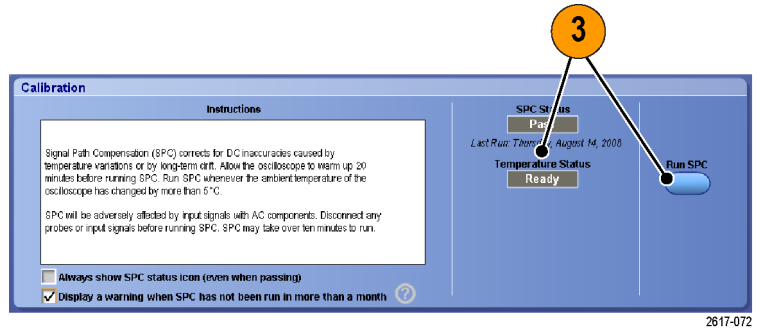 3
Calibration
Instructions
SPC Status
Pass
Signal Path Compensation (SPC) corrects for DC inaccuracies caused by
temperature variations or by long-term drift. Allow the oscilloscope to warm up 20
minutes before running SPC. Run SPC whenever the ambient temperature of the
oscilloscope has changed by more than 5 °C.
SPC will be adversely affected by input signals with AC components. Disconnect any
probes or input signals before running SPC. SPC may take over ten minutes to run.
Last Run: Thursday, August 14, 2008
Temperature Status
Ready
Run SPC
Always show SPC status icon (even when passing)
Display a warning when SPC has not been run in more than a month
?
2617-072